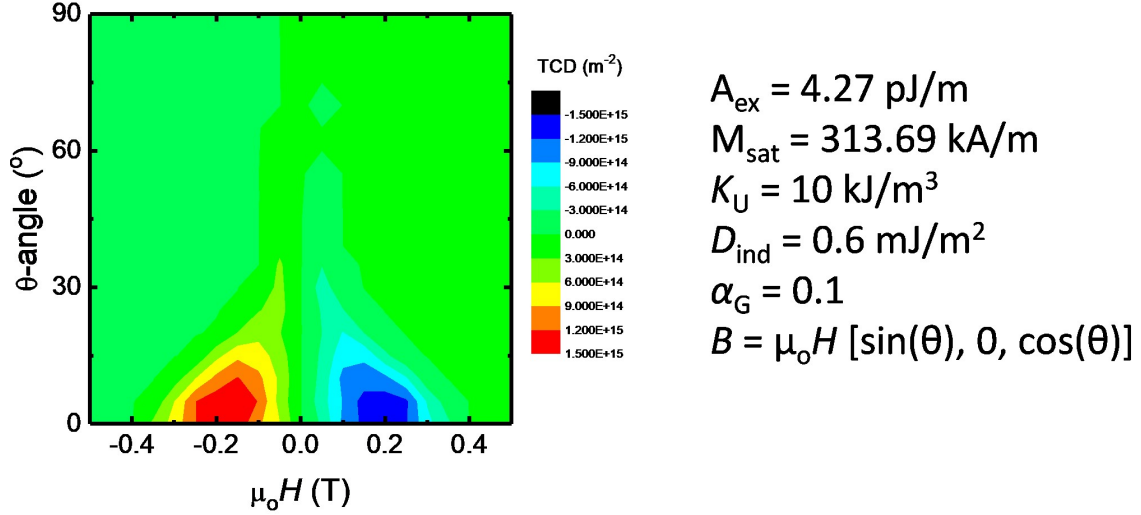 90
60
30
0
θ-angle (º)
-0.4
-0.2
0.0
0.2
0.4
μₒH (T)
TCD (m⁻²)
-1.500E+15
-1.200E+15
-9.000E+14
-6.000E+14
-3.000E+14
0.000
3.000E+14
6.000E+14
9.000E+14
1.200E+15
1.500E+15
Aₑₓ = 4.27 pJ/m
Msat = 313.69 kA/m
KU = 10 kJ/m³
Dind = 0.6 mJ/m²
αG = 0.1
B = μₒH [sin(θ), 0, cos(θ)]